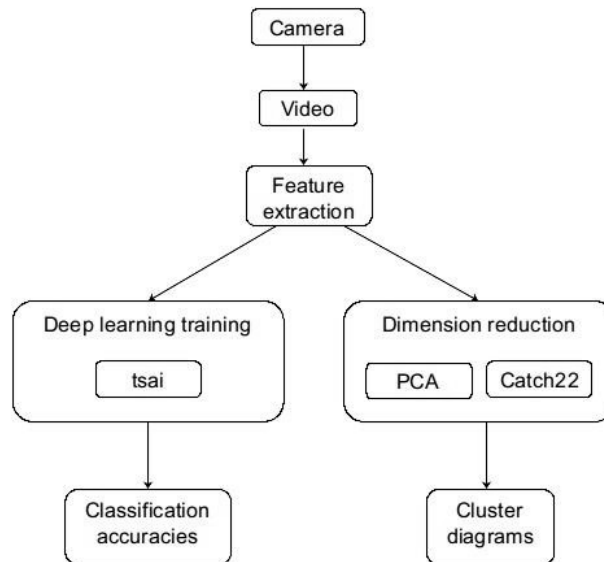 Camera
Video
Feature
extraction
Deep learning training
tsai
Dimension reduction
PCA
Catch22
Classification
accuracies
Cluster
diagrams